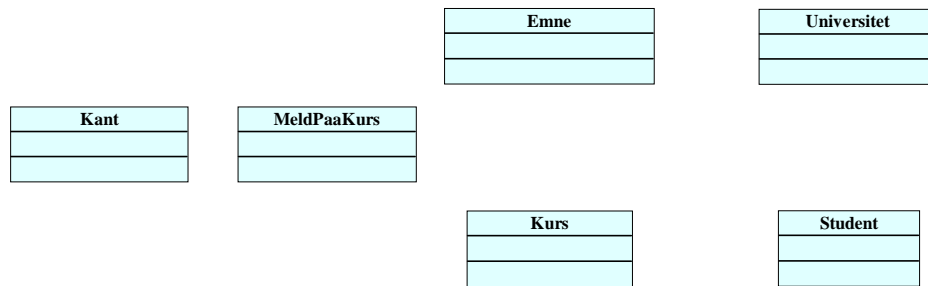 Emne
Universitet
Kant
MeldPaaKurs
Kurs
Student